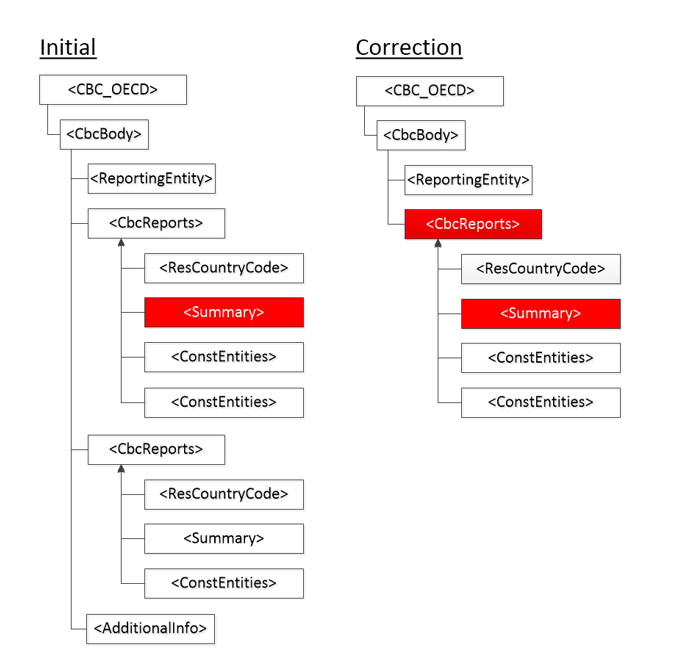 Initial
<CBC_OECD>
<CbcBody>
<ReportingEntity>
<CbcReports>
<ResCountryCode>
<Summary>
<ConstEntities>
<ConstEntities>
<CbcReports>
<ResCountryCode>
<Summary>
<ConstEntities>
<AdditionalInfo>
Correction
<CBC_OECD>
<CbcBody>
<ReportingEntity>
<CbcReports>
<ResCountryCode>
<Summary>
<ConstEntities>
<ConstEntities>